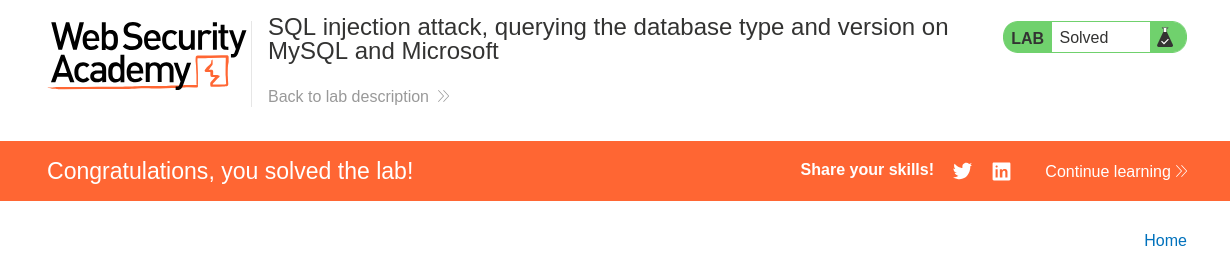 Web Security
Academy
SQL injection attack, querying the database type and version on
MySQL and Microsoft
Back to lab description
LAB Solved
Congratulations, you solved the lab!
Share your skills!
in
Continue learning
Home